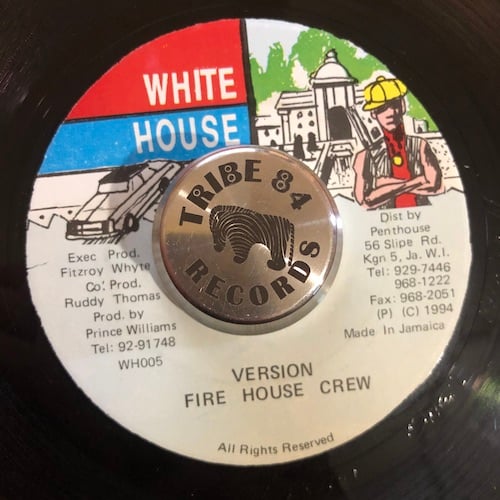 WHITE
HOUSE
TRIBE 84
RECORDS
Exec Prod.
Fitzroy Whyte
Co. Prod.
Ruddy Thomas
Prod. by
Prince Williams
Tel: 92-91748
WH005
Dist by
Penthouse
56 Slipe Rd.
Kgn 5, Ja. W.I.
Tel: 929-7446
968-1222
Fax: 968-2051
(P) (C) 1994
Made in Jamaica
VERSION
FIRE HOUSE CREW
All Rights Reserved